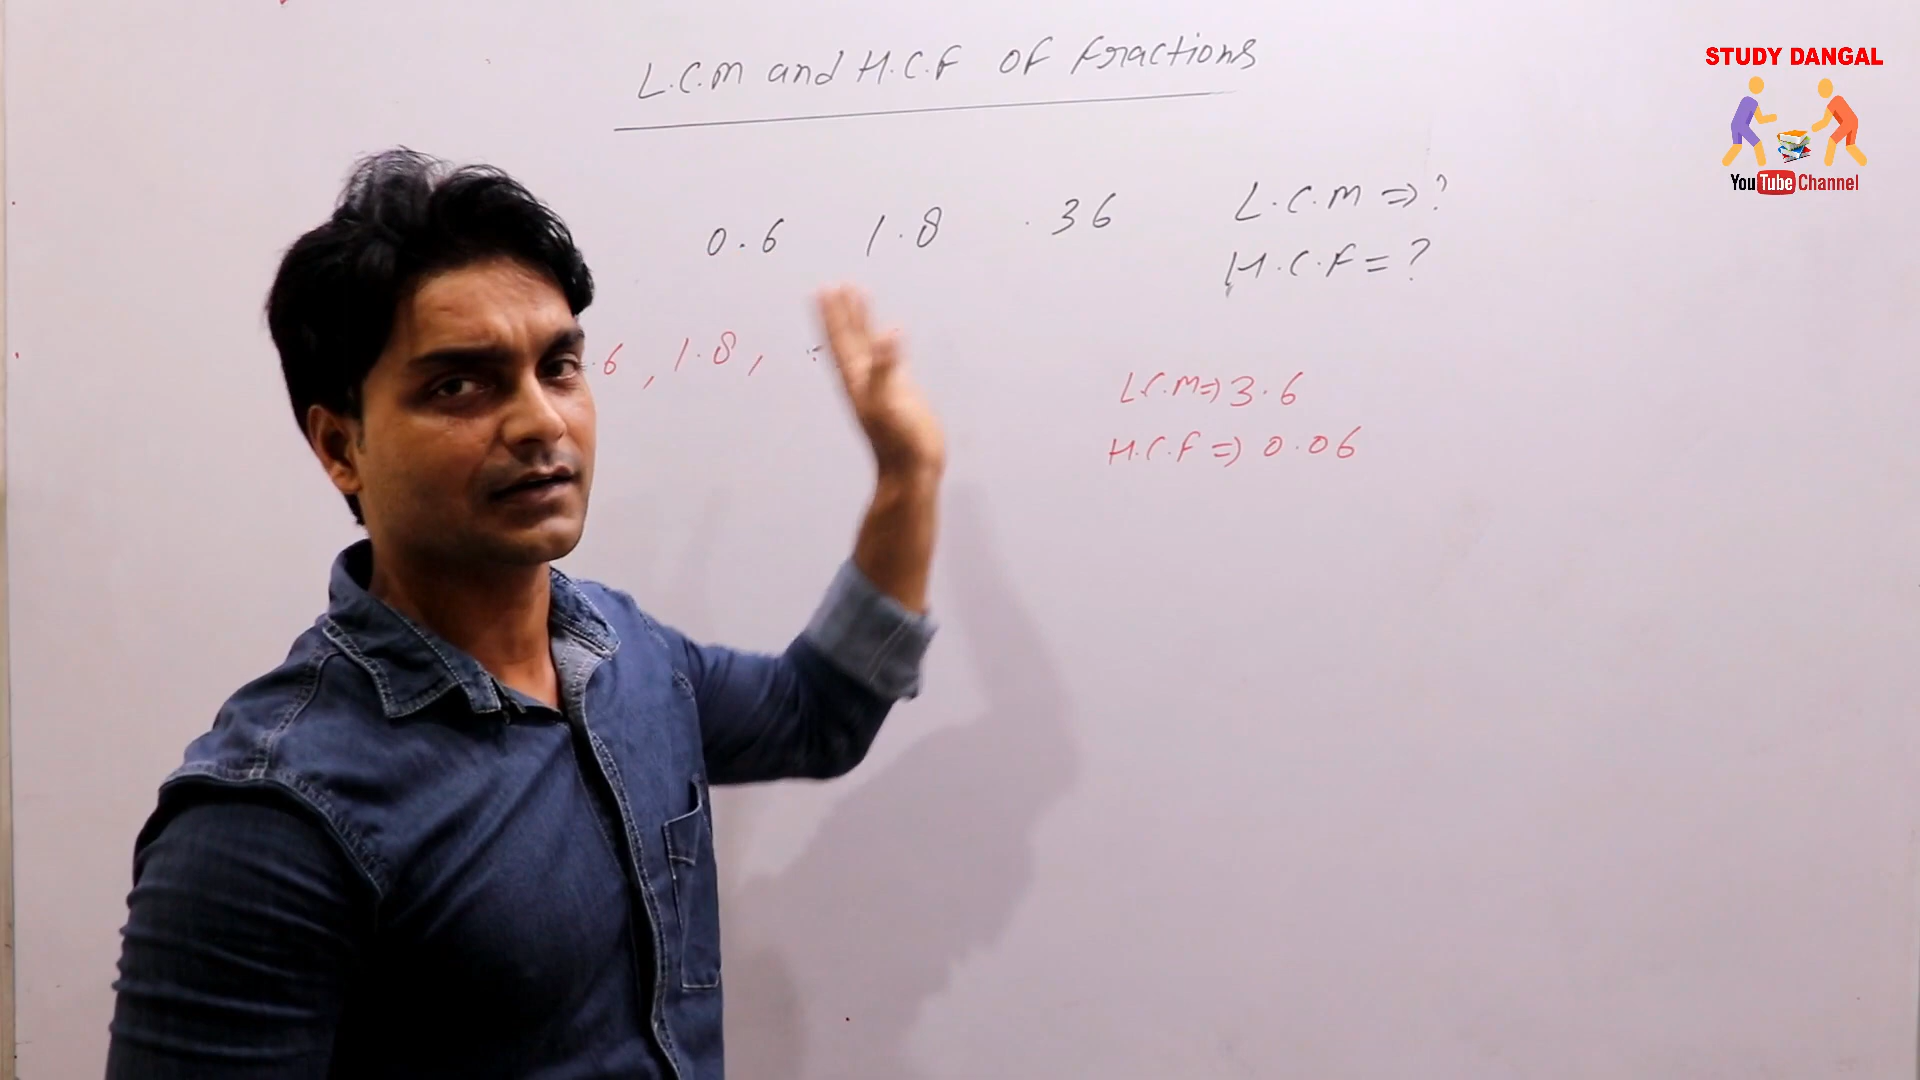 L.C.M and H.C.F OF fractions
STUDY DANGAL
YouTube Channel
0.6 1.8 .36 L.C.M => ?
H.C.F = ?
.6 , 1.8 ,
L.C.M => 3.6
H.C.F => 0.06